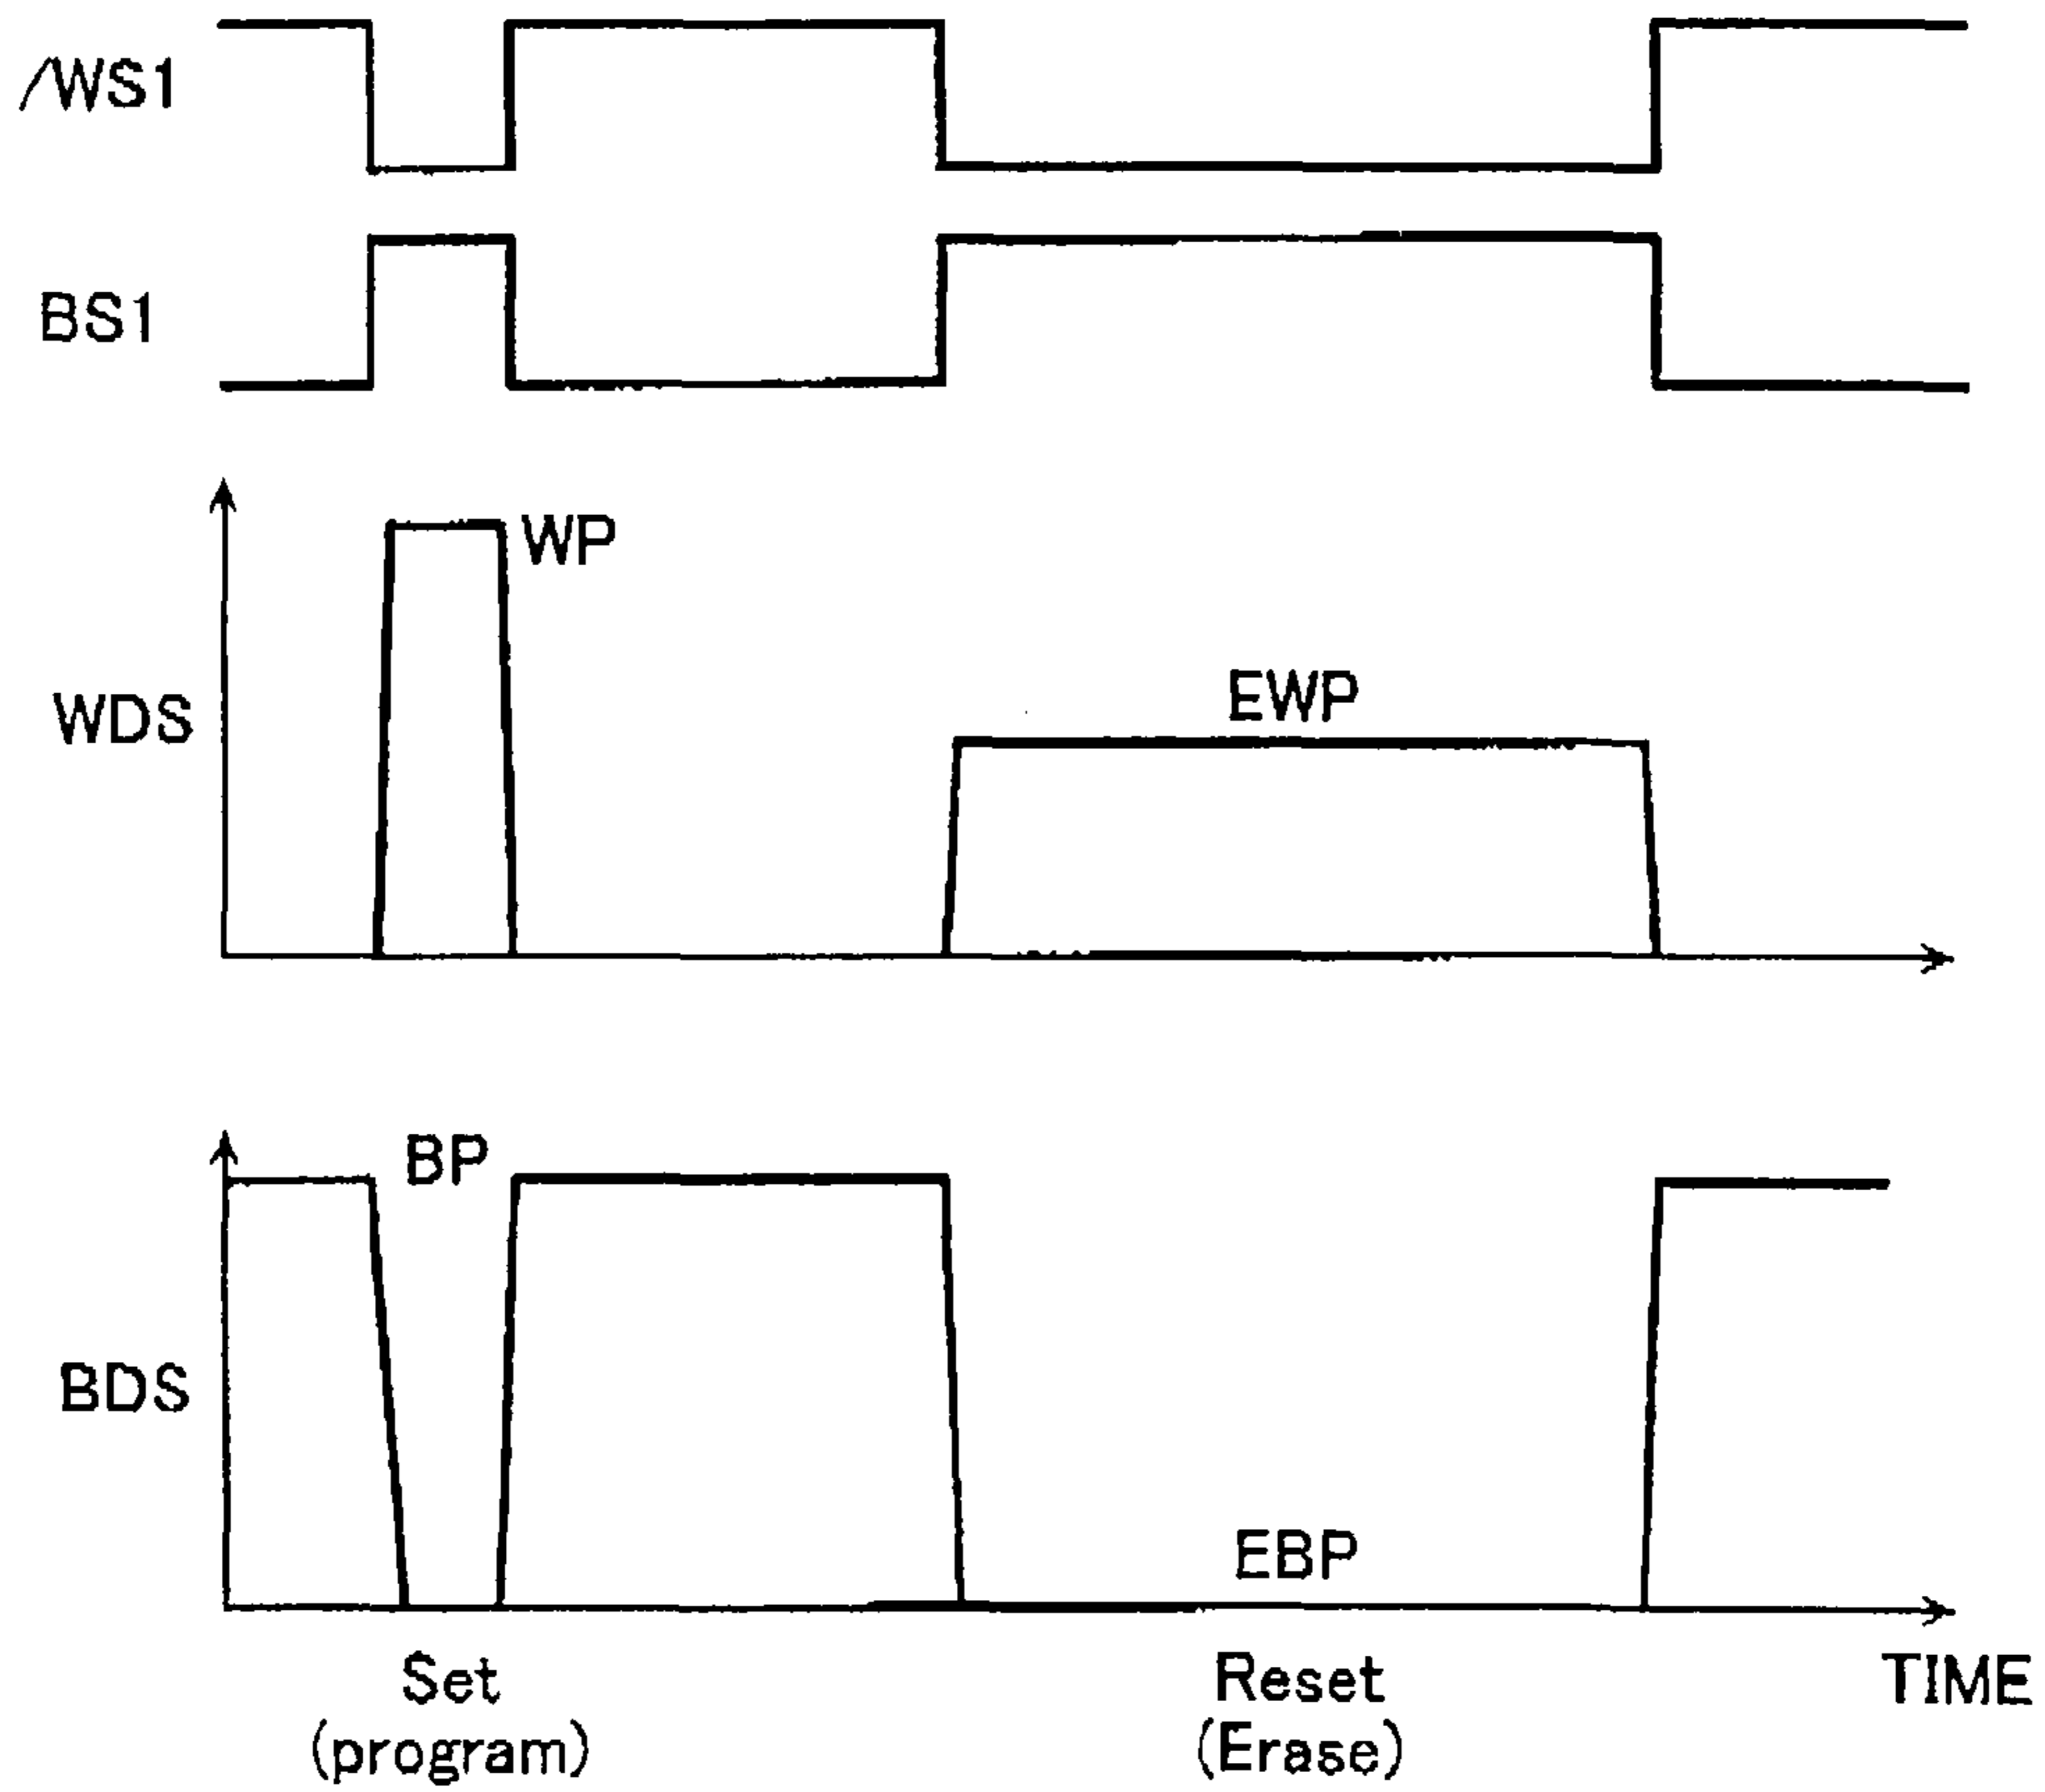 /WS1
BS1
WP
WDS
EWP
BP
BDS
EBP
Set
(program)
Reset
(Erase)
TIME